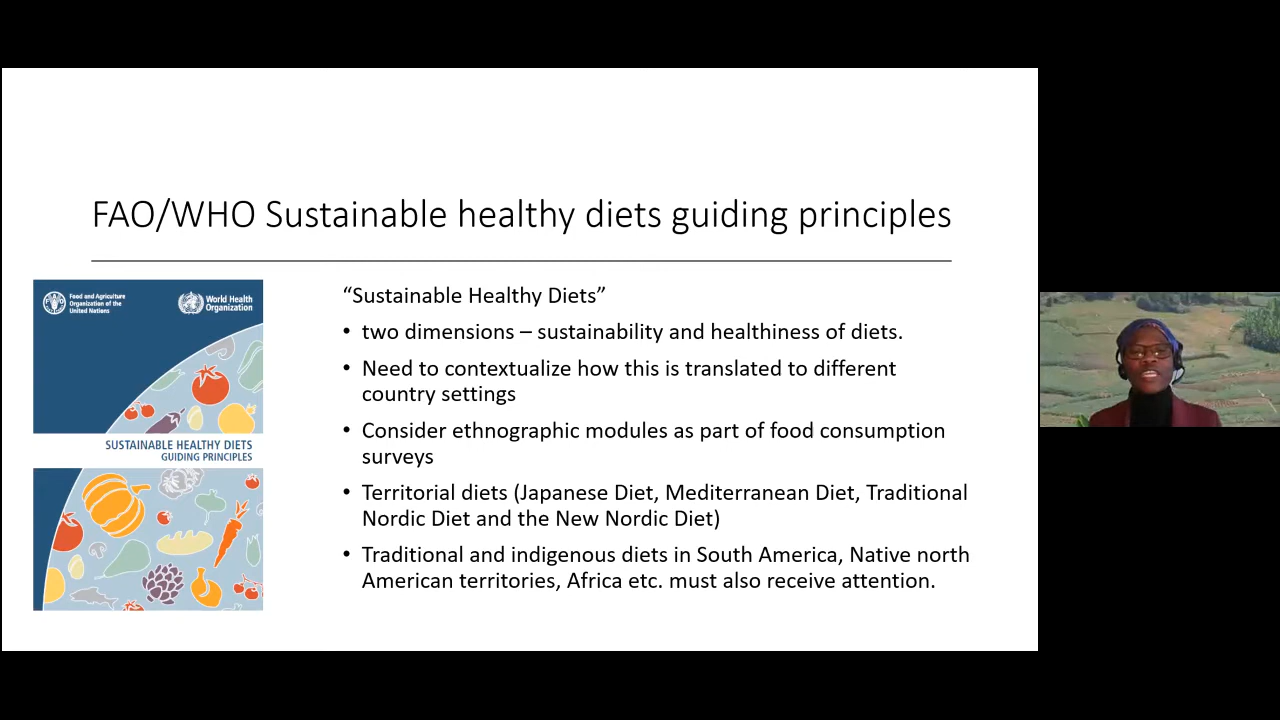 FAO/WHO Sustainable healthy diets guiding principles
Food and Agriculture
Organization of the
United Nations
World Health
Organization
SUSTAINABLE HEALTHY DIETS
GUIDING PRINCIPLES
“Sustainable Healthy Diets”
• two dimensions – sustainability and healthiness of diets.
• Need to contextualize how this is translated to different
country settings
• Consider ethnographic modules as part of food consumption
surveys
• Territorial diets (Japanese Diet, Mediterranean Diet, Traditional
Nordic Diet and the New Nordic Diet)
• Traditional and indigenous diets in South America, Native north
American territories, Africa etc. must also receive attention.